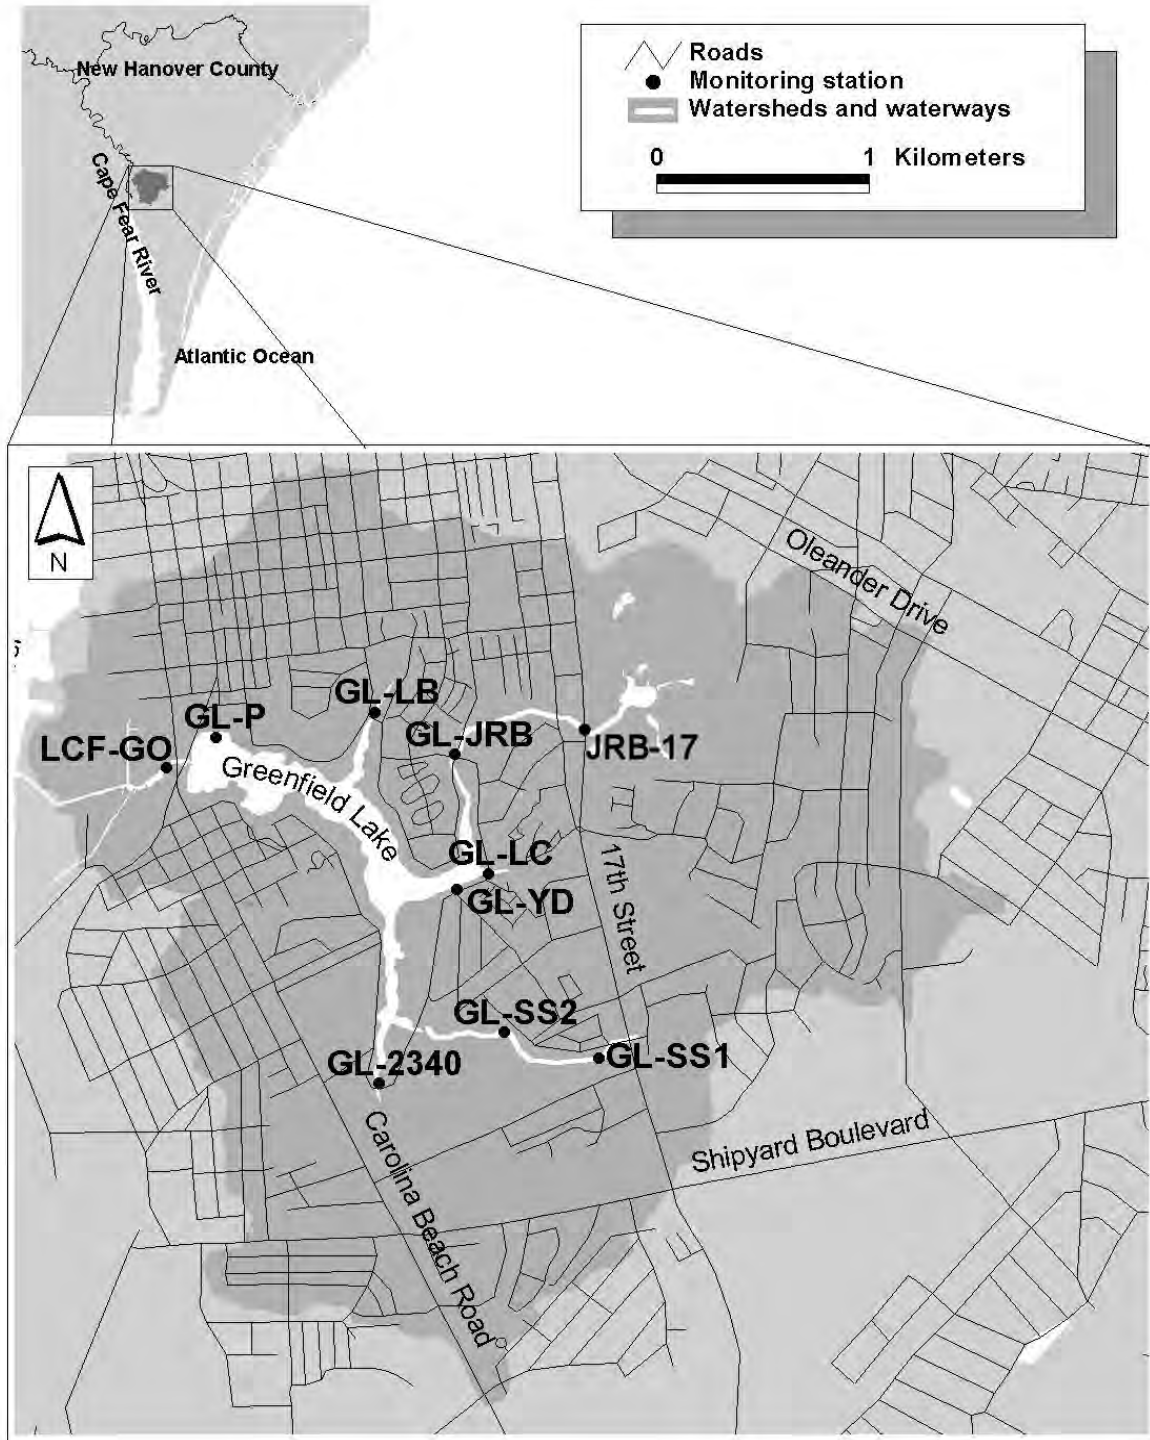 New Hanover County
Cape Fear River
Atlantic Ocean
Roads
Monitoring station
Watersheds and waterways
0 1 Kilometers
N
Oleander Drive
GL-LB
GL-P
GL-JRB
JRB-17
LCF-GO
Greenfield Lake
GL-LC
GL-YD
17th Street
GL-SS2
GL-SS1
GL-2340
Carolina Beach Road
Shipyard Boulevard